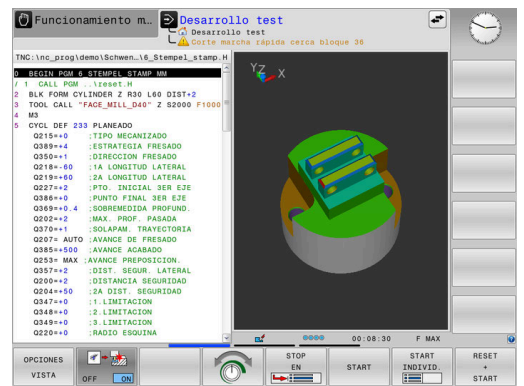 Funcionamiento m…
Desarrollo test
Desarrollo test
Corte marcha rápida cerca bloque 38
TNC:\nc_prog\demo\Schwen…\6_Stempel_stamp.H
0 BEGIN PGM 6_STEMPEL_STAMP MM
/ 1 CALL PGM ..\reset.H
2 BLK FORM CYLINDER Z R30 L60 DIST+2
3 TOOL CALL "FACE_MILL_D40" Z S2000 F1000
4 M3
5 CYCL DEF 233 PLANEADO
Q215=+0 ;TIPO MECANIZADO
Q389=+4 ;ESTRATEGIA FRESADO
Q350=+1 ;DIRECCION FRESADO
Q218=-60 ;1A LONGITUD LATERAL
Q219=+60 ;2A LONGITUD LATERAL
Q227=+2 ;PTO. INICIAL 3ER EJE
Q386=+0 ;PUNTO FINAL 3ER EJE
Q369=+0.4 ;SOBREMEDIDA PROFUND.
Q202=+2 ;MAX. PROF. PASADA
Q370=+1 ;SOLAPAM. TRAYECTORIA
Q207= AUTO ;AVANCE DE FRESADO
Q385=+500 ;AVANCE ACABADO
Q253= MAX ;AVANCE PREPOSICION.
Q357=+2 ;DIST. SEGUR. LATERAL
Q200=+2 ;DISTANCIA SEGURIDAD
Q204=+50 ;2A DIST. SEGURIDAD
Q347=+0 ;1.LIMITACION
Q348=+0 ;2.LIMITACION
Q349=+0 ;3.LIMITACION
Q220=+0 ;RADIO ESQUINA
Y Z X
00:08:30 F MAX
OPCIONES
VISTA
OFF ON
STOP
EN
START
START
INDIVID.
RESET
+
START